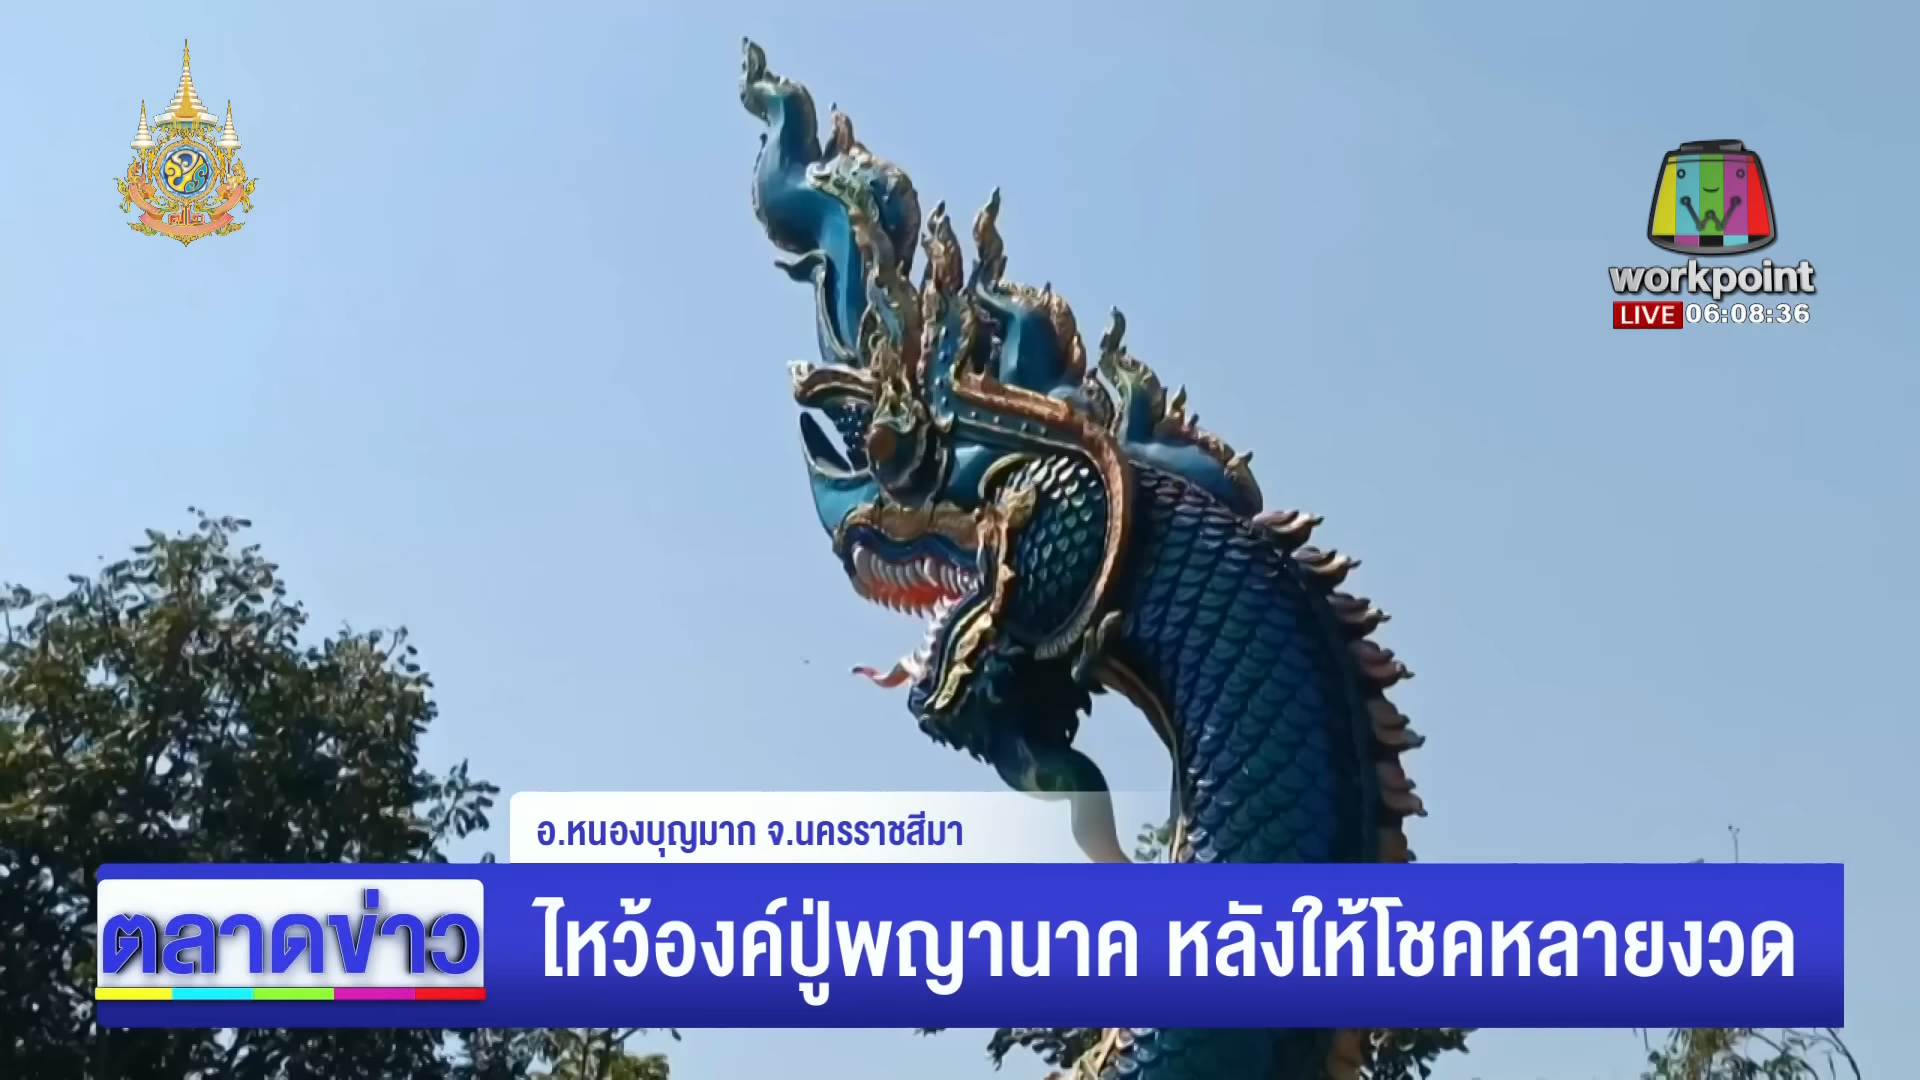 ๗๒
workpoint
LIVE 06:08:36
อ.หนองบุญมาก จ.นครราชสีมา
ตลาดข่าว
ไหว้องค์ปู่พญานาค หลังให้โชคหลายงวด